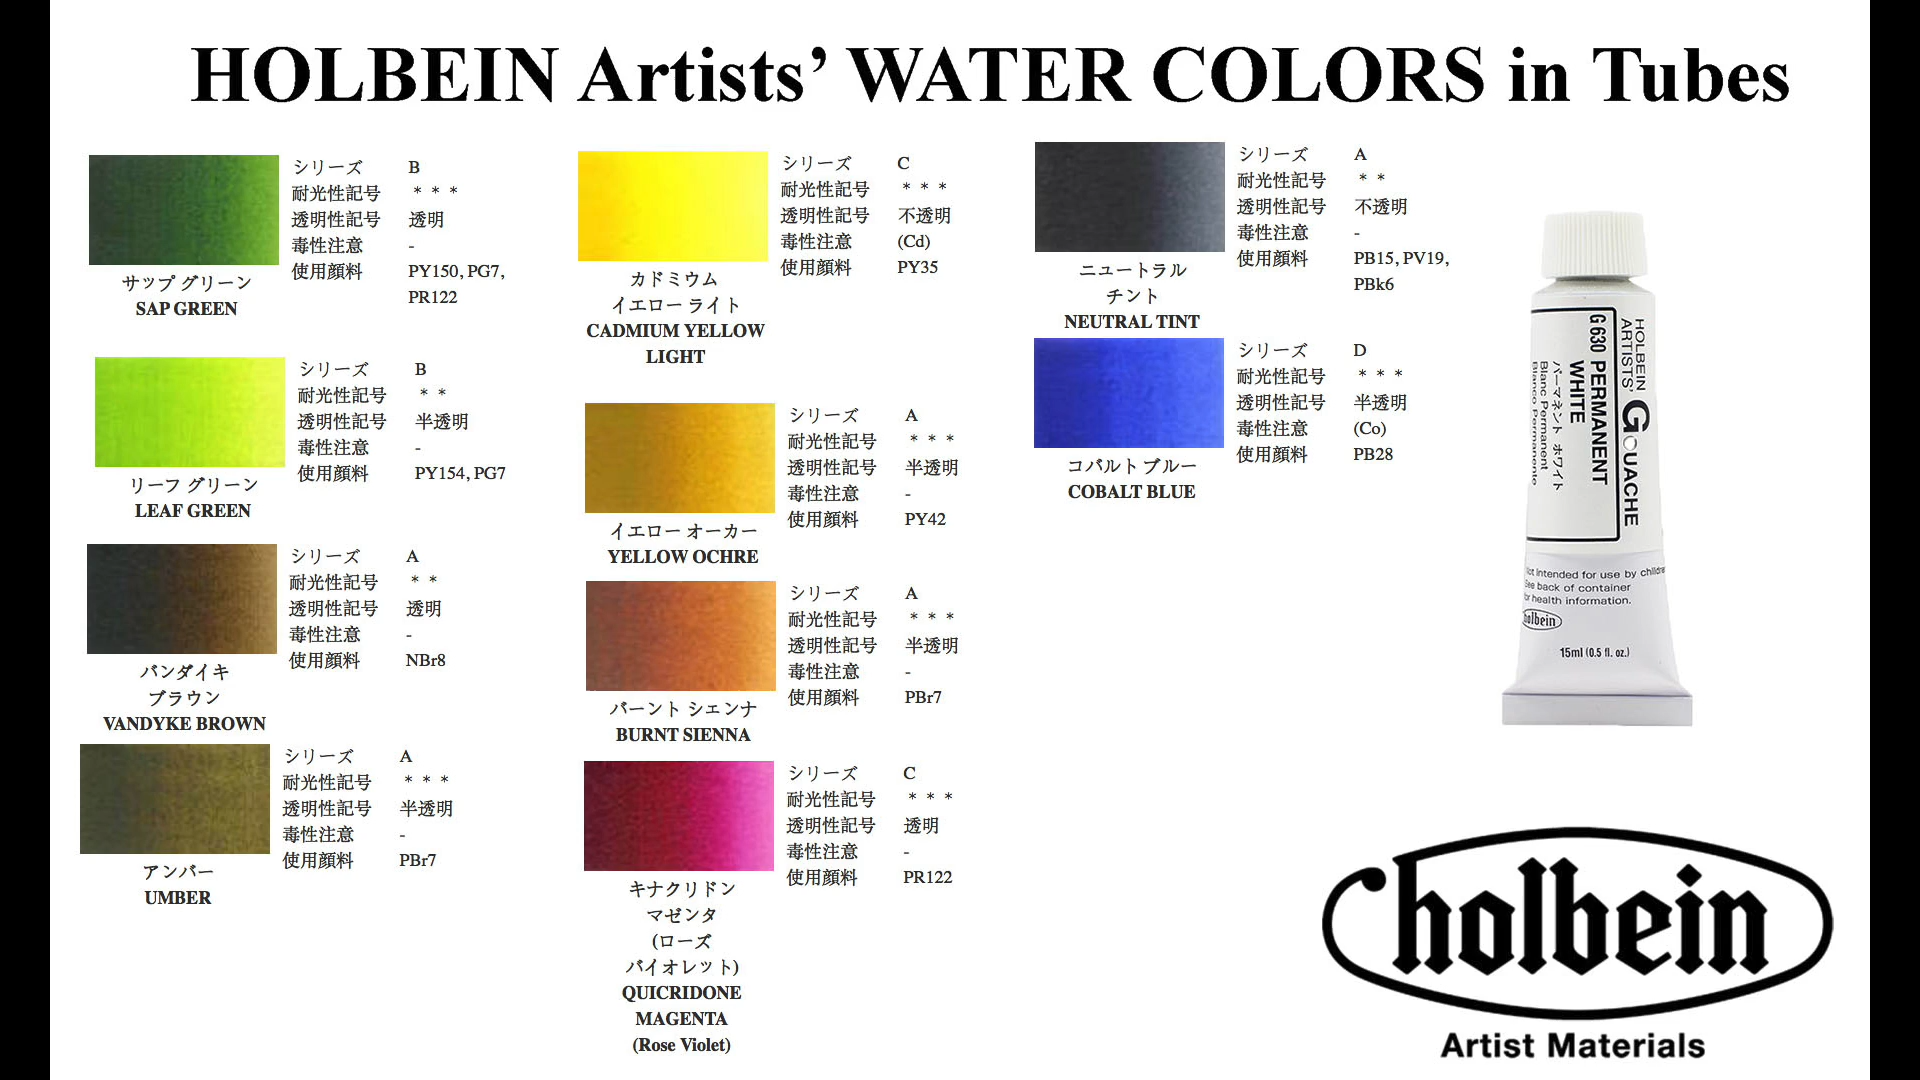 HOLBEIN Artists’ WATER COLORS in Tubes
シリーズ B
耐光性記号 ＊＊＊
透明性記号 透明
毒性注意 -
使用顔料 PY150, PG7,
PR122
サップ グリーン
SAP GREEN
シリーズ B
耐光性記号 ＊＊
透明性記号 半透明
毒性注意 -
使用顔料 PY154, PG7
リーフ グリーン
LEAF GREEN
シリーズ A
耐光性記号 ＊＊
透明性記号 透明
毒性注意 -
使用顔料 NBr8
バンダイキ
ブラウン
VANDYKE BROWN
シリーズ A
耐光性記号 ＊＊＊
透明性記号 半透明
毒性注意 -
使用顔料 PBr7
アンバー
UMBER
シリーズ C
耐光性記号 ＊＊＊
透明性記号 不透明
毒性注意 (Cd)
使用顔料 PY35
カドミウム
イエロー ライト
CADMIUM YELLOW
LIGHT
シリーズ A
耐光性記号 ＊＊＊
透明性記号 半透明
毒性注意 -
使用顔料 PY42
イエロー オーカー
YELLOW OCHRE
シリーズ A
耐光性記号 ＊＊＊
透明性記号 半透明
毒性注意 -
使用顔料 PBr7
バーント シェンナ
BURNT SIENNA
シリーズ C
耐光性記号 ＊＊＊
透明性記号 透明
毒性注意 -
使用顔料 PR122
キナクリドン
マゼンタ
(ローズ
バイオレット)
QUICRIDONE
MAGENTA
(Rose Violet)
シリーズ A
耐光性記号 ＊＊
透明性記号 不透明
毒性注意 -
使用顔料 PB15, PV19,
PBk6
ニュートラル
チント
NEUTRAL TINT
シリーズ D
耐光性記号 ＊＊＊
透明性記号 半透明
毒性注意 (Co)
使用顔料 PB28
コバルト ブルー
COBALT BLUE
HOLBEIN
ARTISTS' GOUACHE
G630 PERMANENT
WHITE
パーマネント ホワイト
Blanc Permanent
Blanco Permanente
Not intended for use by children
See back of container
for health information.
holbein
15ml (0.5 fl. oz.)
holbein
Artist Materials